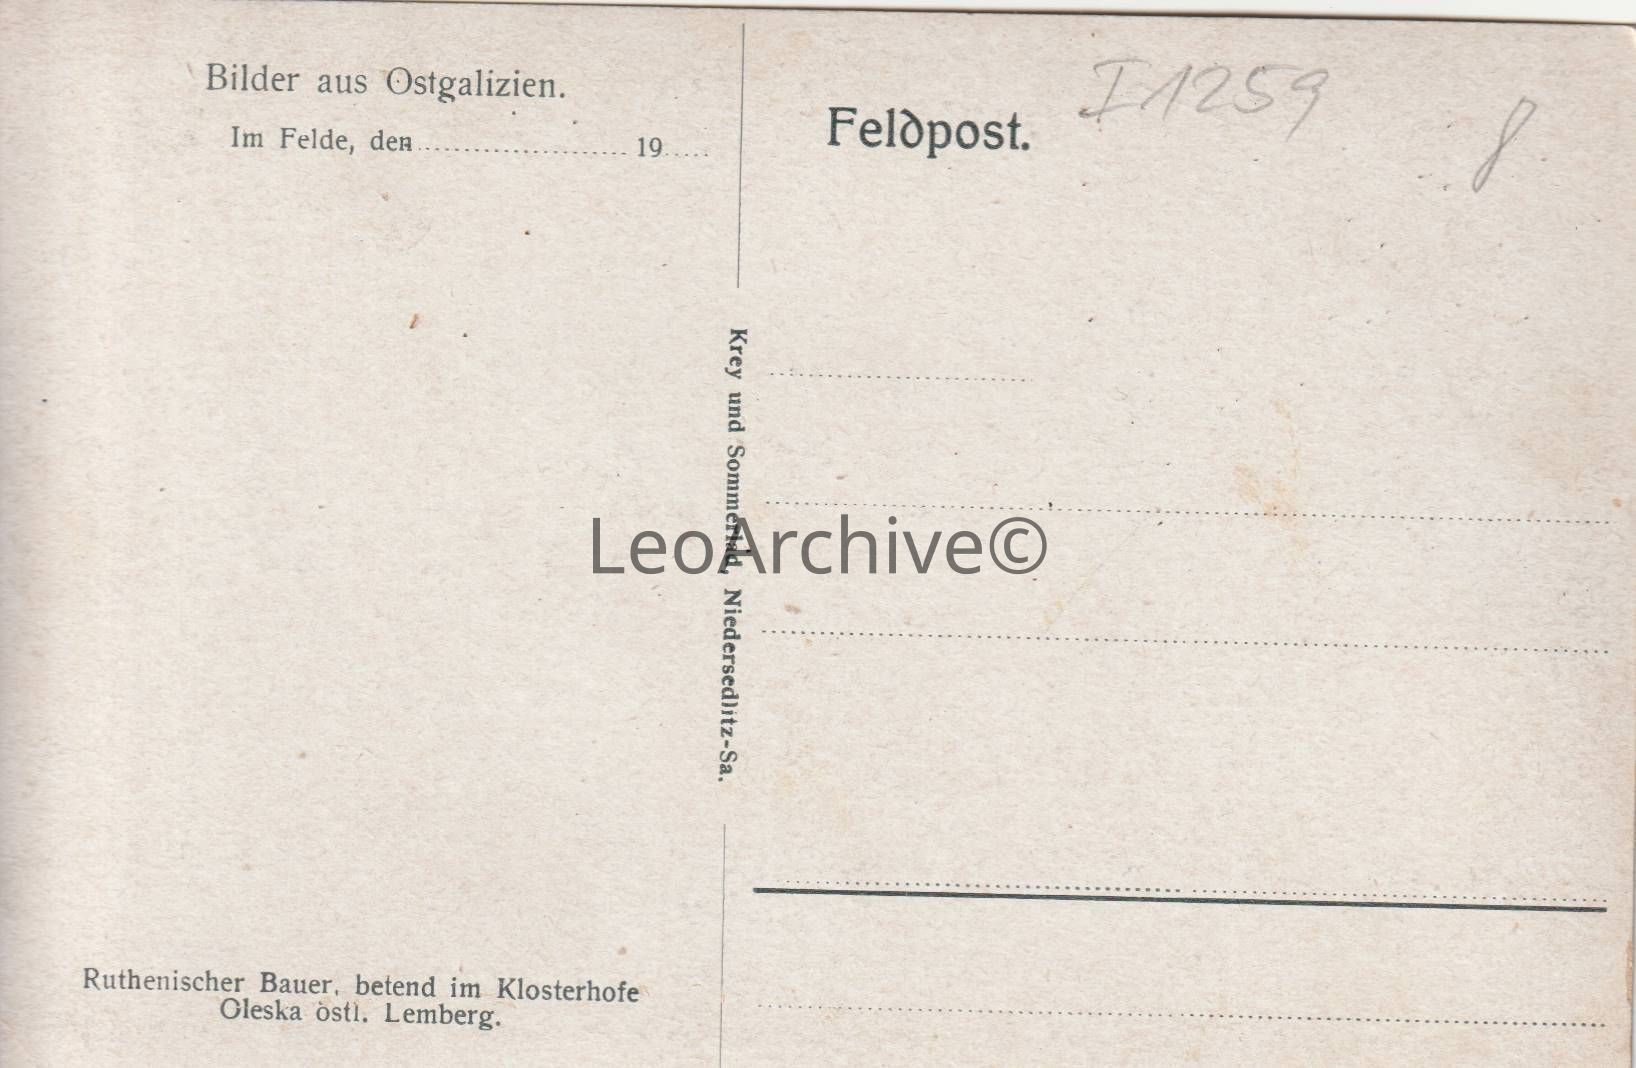 Bilder aus Ostgalizien.
Im Felde, den.................... 19.....
Feldpost.
I 1259
8
Krey und Sommerlad, Niedersedlitz-Sa.
LeoArchive©
Ruthenischer Bauer, betend im Klosterhofe
Oleska östl. Lemberg.